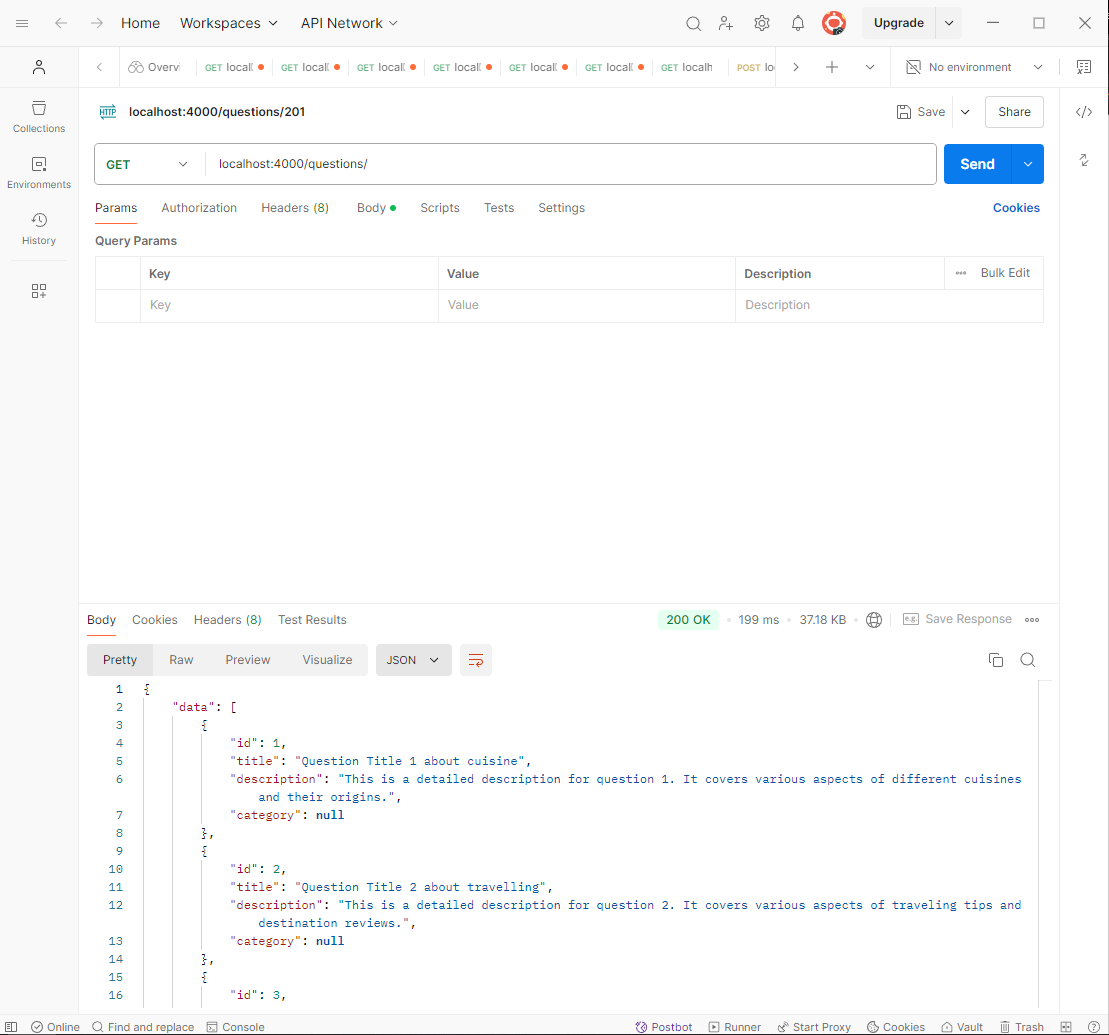 Home Workspaces API Network Upgrade
Overvi GET local GET local GET local GET local GET local GET local GET localh POST lo No environment
HTTP localhost:4000/questions/201 Save Share
Collections
Environments
History
GET localhost:4000/questions/ Send
Params Authorization Headers (8) Body Scripts Tests Settings Cookies
Query Params
Key Value Description Bulk Edit
Key Value Description
Body Cookies Headers (8) Test Results 200 OK 199 ms 37.18 KB e.g. Save Response
Pretty Raw Preview Visualize JSON
1 {
2 "data": [
3 {
4 "id": 1,
5 "title": "Question Title 1 about cuisine",
6 "description": "This is a detailed description for question 1. It covers various aspects of different cuisines
and their origins.",
7 "category": null
8 },
9 {
10 "id": 2,
11 "title": "Question Title 2 about travelling",
12 "description": "This is a detailed description for question 2. It covers various aspects of traveling tips and
destination reviews.",
13 "category": null
14 },
15 {
16 "id": 3,
Online Find and replace Console Postbot Runner Start Proxy Cookies Vault Trash